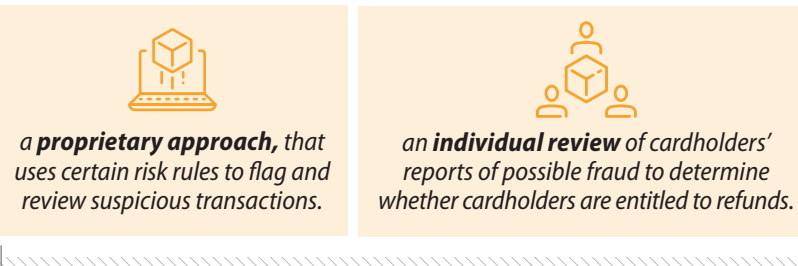 a proprietary approach, that
uses certain risk rules to flag and
review suspicious transactions.
an individual review of cardholders’
reports of possible fraud to determine
whether cardholders are entitled to refunds.